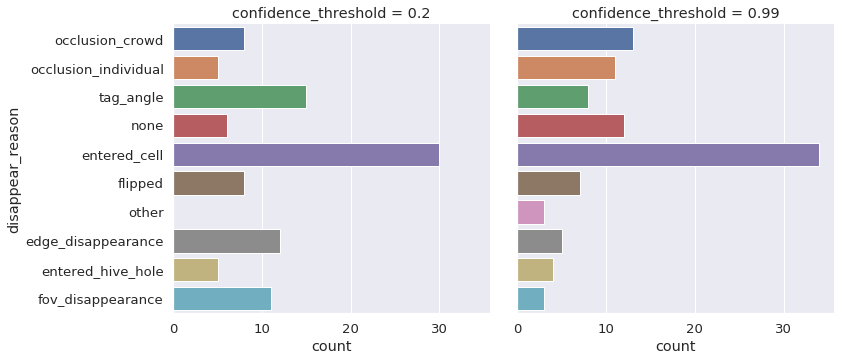 confidence_threshold = 0.2
confidence_threshold = 0.99
disappear_reason
occlusion_crowd
occlusion_individual
tag_angle
none
entered_cell
flipped
other
edge_disappearance
entered_hive_hole
fov_disappearance
0 10 20 30
0 10 20 30
count
count